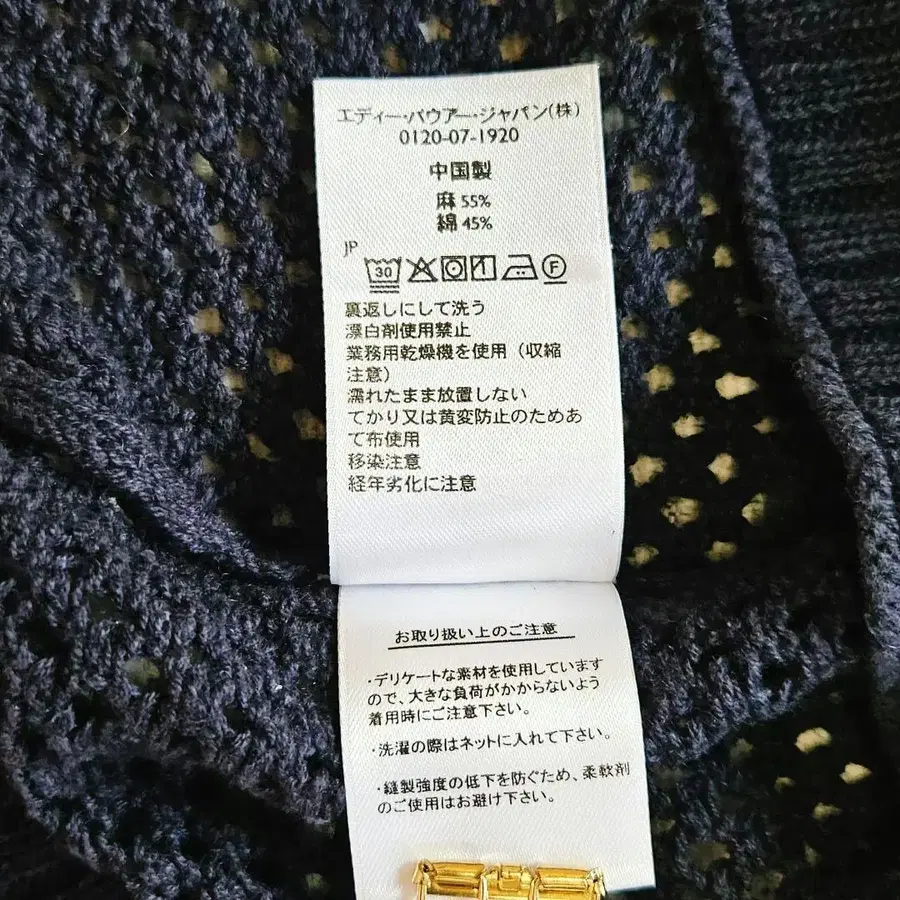 エディー・バウアー・ジャパン(株)
0120-07-1920
中国製
麻 55%
綿 45%
JP
30
F
裏返しにして洗う
漂白剤使用禁止
業務用乾燥機を使用（収縮
注意）
濡れたまま放置しない
てかり又は黄変防止のためあ
て布使用
移染注意
経年劣化に注意
お取り扱い上のご注意
・デリケートな素材を使用しています
ので、大きな負荷がかからないよう
着用時にご注意下さい。
・洗濯の際はネットに入れて下さい。
・縫製強度の低下を防ぐため、柔軟剤
のご使用はお避け下さい。